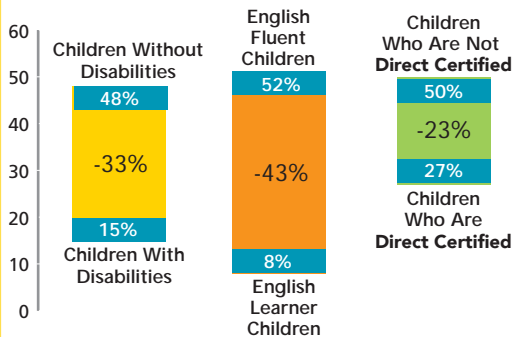 60
50
40
30
20
10
0
Children Without
Disabilities
48%
-33%
15%
Children With
Disabilities
English
Fluent
Children
52%
-43%
8%
English
Learner
Children
Children
Who Are Not
Direct Certified
50%
-23%
27%
Children
Who Are
Direct Certified